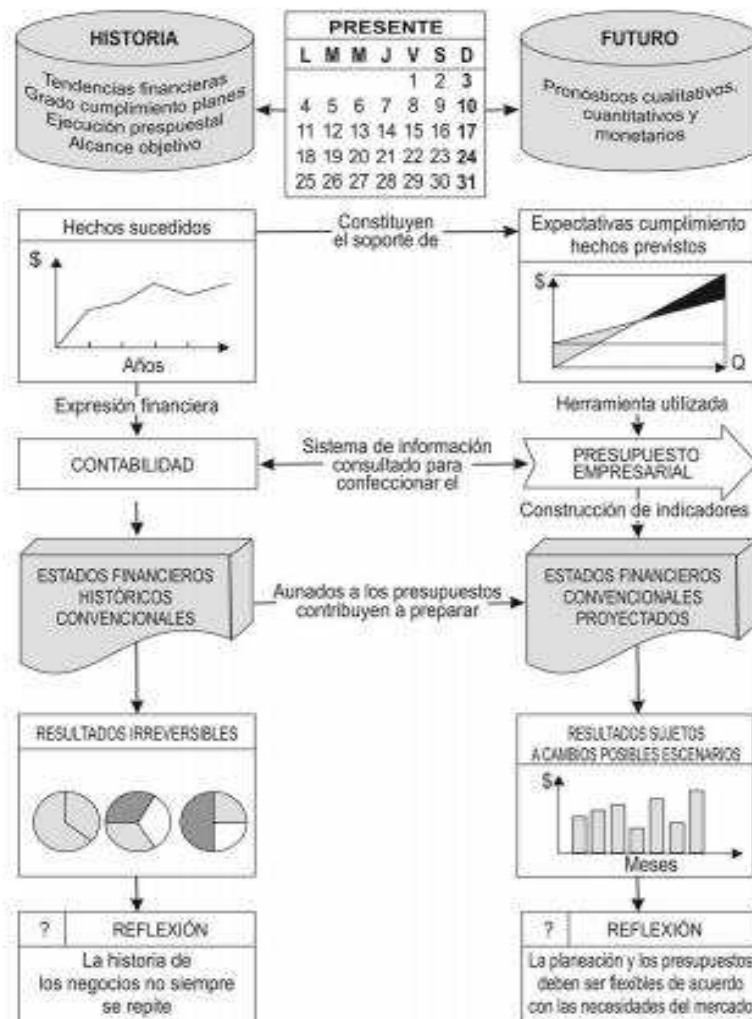 HISTORIA
Tendencias financieras
Grado cumplimiento planes
Ejecución prespuestal
Alcance objetivo
PRESENTE
L M M J V S D
1 2 3
4 5 6 7 8 9 10
11 12 13 14 15 16 17
18 19 20 21 22 23 24
25 26 27 28 29 30 31
FUTURO
Pronósticos cualitativos,
cuantitativos y
monetarios
Hechos sucedidos
$
Años
Constituyen
el soporte de
Expectativas cumplimiento
hechos previstos
$
Q
Expresión financiera
Herramienta utilizada
CONTABILIDAD
Sistema de información
consultado para
confeccionar el
PRESUPUESTO
EMPRESARIAL
Construcción de indicadores
ESTADOS FINANCIEROS
HISTÓRICOS
CONVENCIONALES
Aunados a los presupuestos
contribuyen a preparar
ESTADOS FINANCIEROS
CONVENCIONALES
PROYECTADOS
RESULTADOS IRREVERSIBLES
RESULTADOS SUJETOS
A CAMBIOS POSIBLES ESCENARIOS
$
Meses
? REFLEXIÓN
La historia de
los negocios no siempre
se repite
? REFLEXIÓN
La planeación y los presupuestos
deben ser flexibles de acuerdo
con las necesidades del mercado